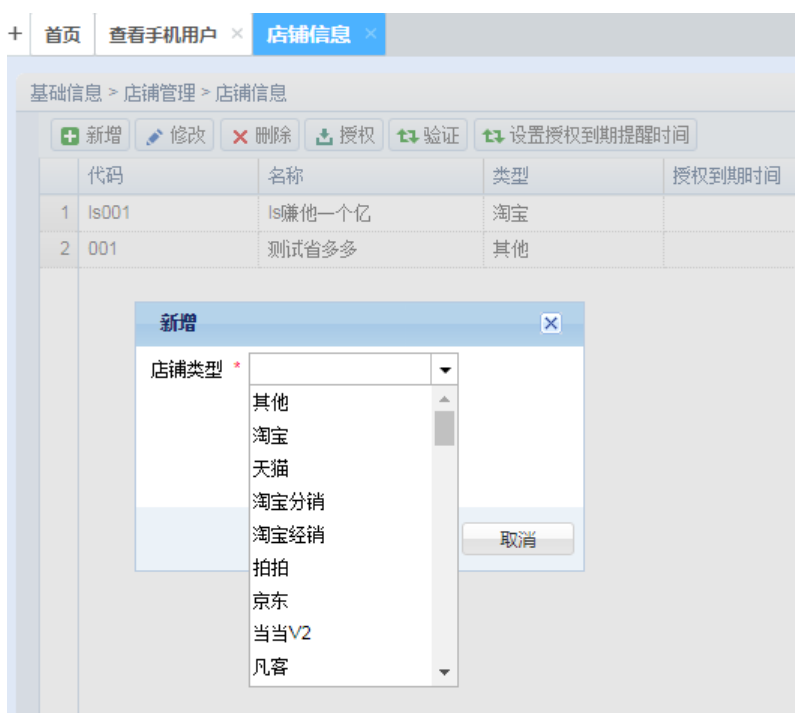 + 首页 查看手机用户 × 店铺信息 ×
基础信息 > 店铺管理 > 店铺信息
新增 修改 删除 授权 验证 设置授权到期提醒时间
代码 名称 类型 授权到期时间
1 ls001 ls赚他一个亿 淘宝
2 001 测试省多多 其他
新增
店铺类型 *
其他
淘宝
天猫
淘宝分销
淘宝经销
取消
拍拍
京东
当当V2
凡客